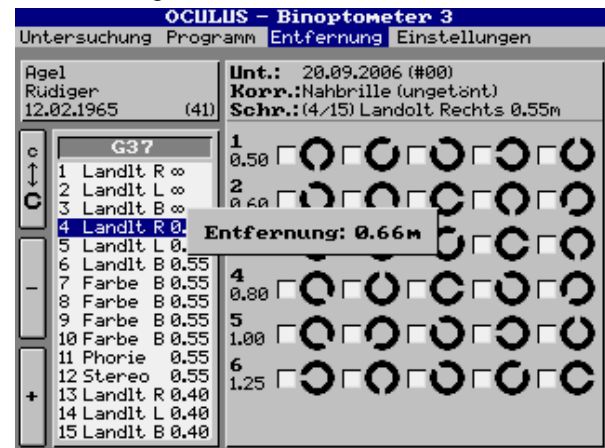 OCULUS - Binoptometer 3
Untersuchung Programm Entfernung Einstellungen
Agel
Rüdiger
12.02.1965 (41)
Unt.: 20.09.2006 (#00)
Korr.:Nahbrille (ungetönt)
Schr.:(4/15) Landolt Rechts 0.55m
c
↕
C
-
+
G37
1 Landlt R ∞
2 Landlt L ∞
3 Landlt B ∞
4 Landlt R 0.
5 Landlt L 0.
6 Landlt B 0.55
7 Farbe B 0.55
8 Farbe B 0.55
9 Farbe B 0.55
10 Farbe B 0.55
11 Phorie 0.55
12 Stereo 0.55
13 Landlt R 0.40
14 Landlt L 0.40
15 Landlt B 0.40
Entfernung: 0.66m
1
0.50
2
0.60
4
0.80
5
1.00
6
1.25